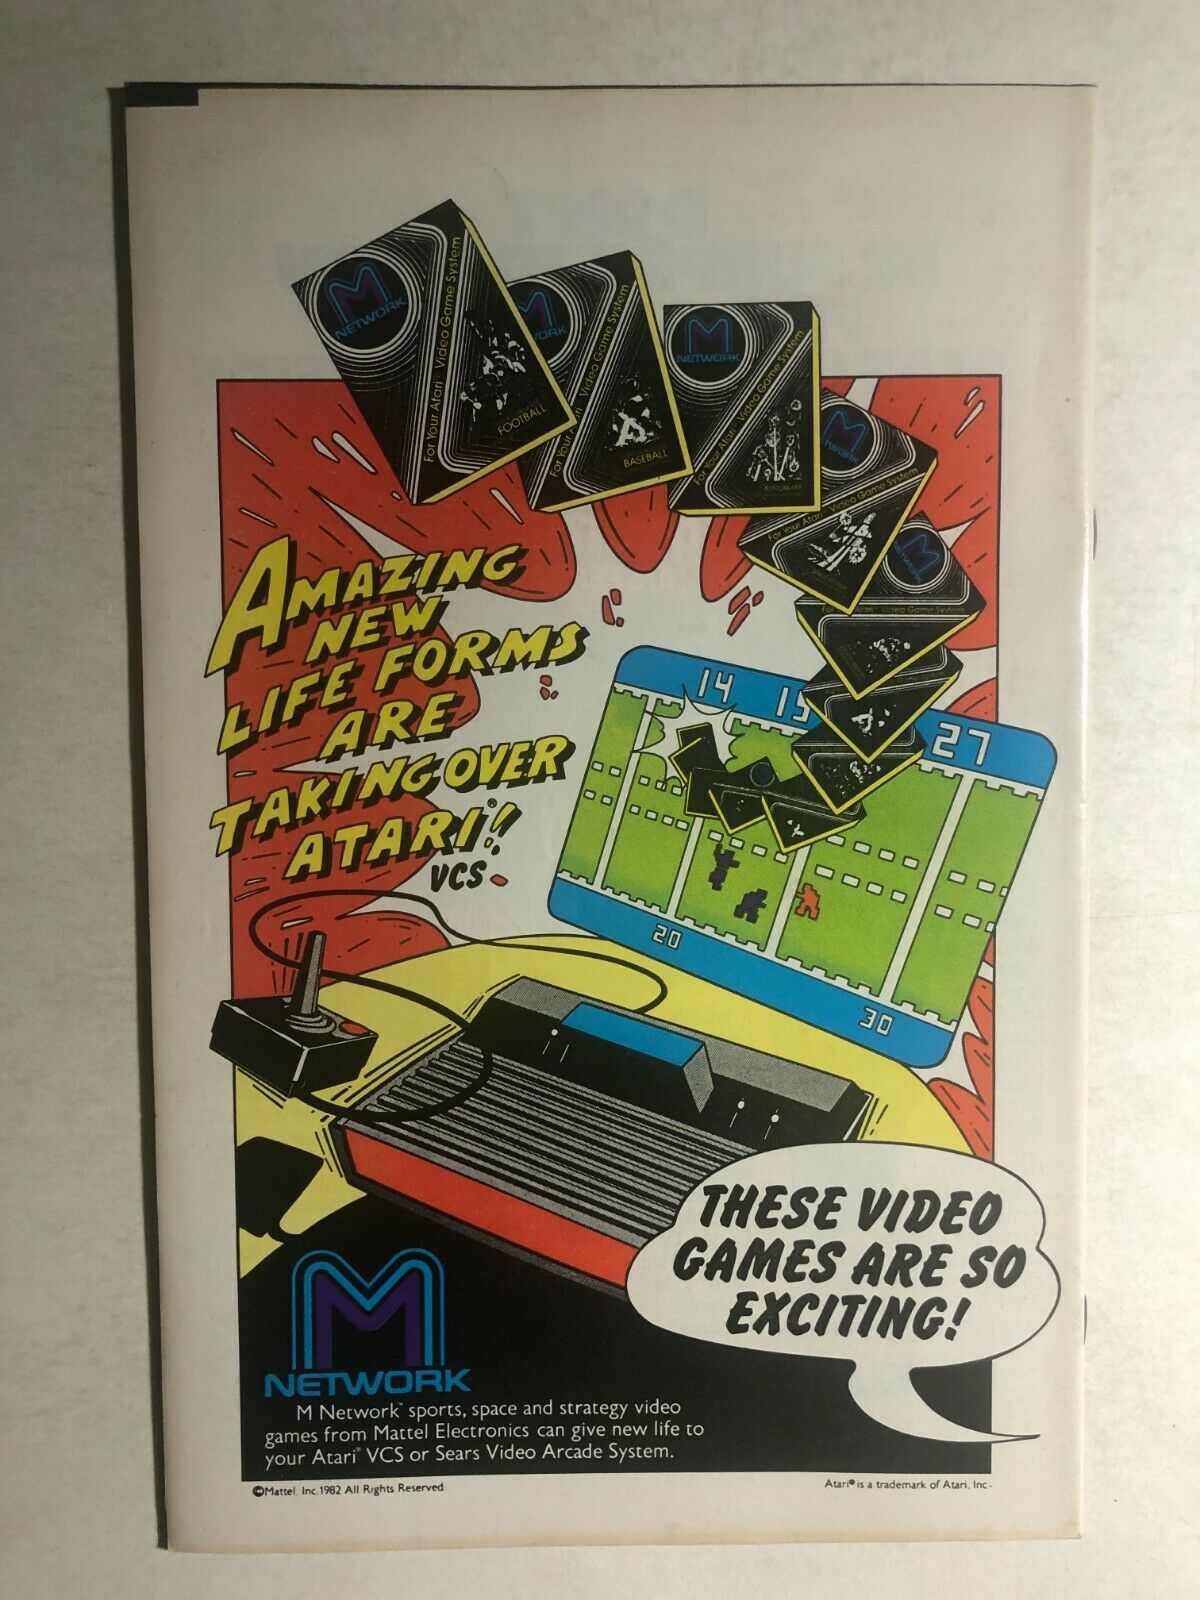 M
NETWORK
For Your Atari Video Game System
FOOTBALL
For Your Atari Video Game System
BASEBALL
M
NETWORK
For Your Atari Video Game System
M
NETWORK
For Your Atari Video Game System
M
NETWORK
For Your Atari Video Game System
AMAZING
NEW
LIFE FORMS
ARE
TAKING OVER
ATARI®!
VCS
14 15 27
20
30
THESE VIDEO
GAMES ARE SO
EXCITING!
M
NETWORK
M Network™ sports, space and strategy video
games from Mattel Electronics can give new life to
your Atari® VCS or Sears Video Arcade System.
©Mattel, Inc. 1982 All Rights Reserved
Atari® is a trademark of Atari, Inc.